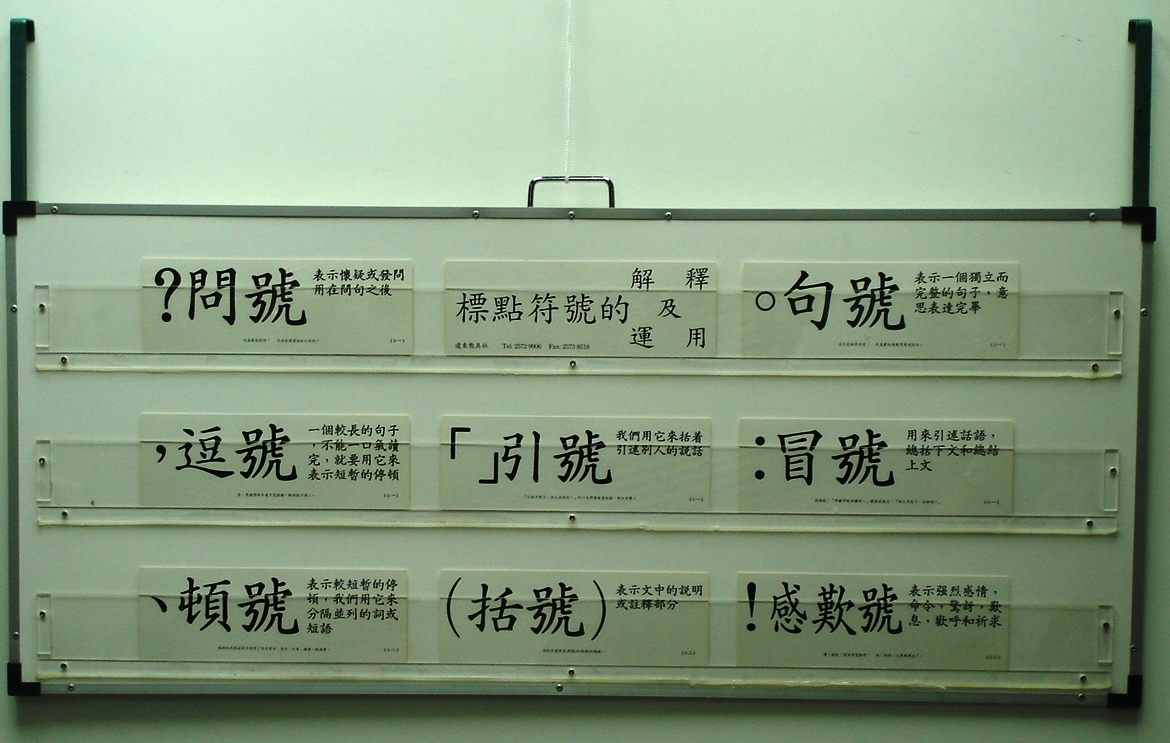 ?問號
表示懷疑或發問
用在問句之後
標點符號的
解釋
及
運用
遠東教具社 Tel: 2572 9906 Fax: 2573 8518
。句號
表示一個獨立而
完整的句子，意
思表達完畢
，逗號
一個較長的句子
，不能一口氣讀
完，就要用它來
表示短暫的停頓
「」引號
我們用它來括着
引述別人的説話
：冒號
用來引述話語，
總括下文和總結
上文
、頓號
表示較短暫的停
頓，我們用它來
分隔並列的詞或
短語
(括號)
表示文中的説明
或註釋部分
!感歎號
表示强烈感情，
命令，驚訝，歎
息，歡呼和祈求